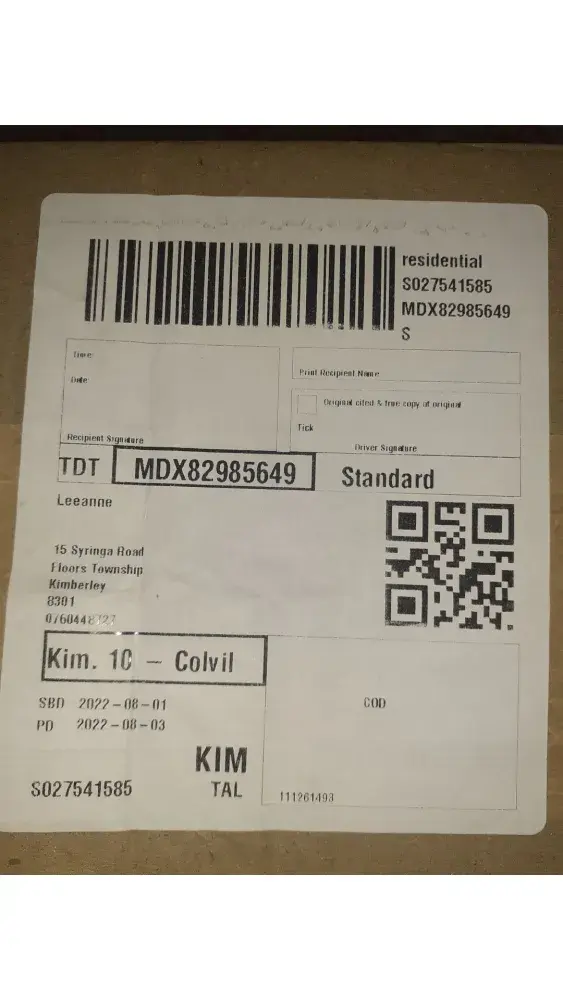 residential
S027541585
MDX82985649
S
Time:
Date
Recipient Signature
Print Recipient Name
Original cited & true copy of original
Tick
Driver Signature
TDT MDX82985649 Standard
Leeanne
15 Syringa Road
Floors Township
Kimberley
8301
Kim. 10 - Colvil
SBD 2022-08-01
PD 2022-08-03
COD
KIM
TAL
S027541585
111261493